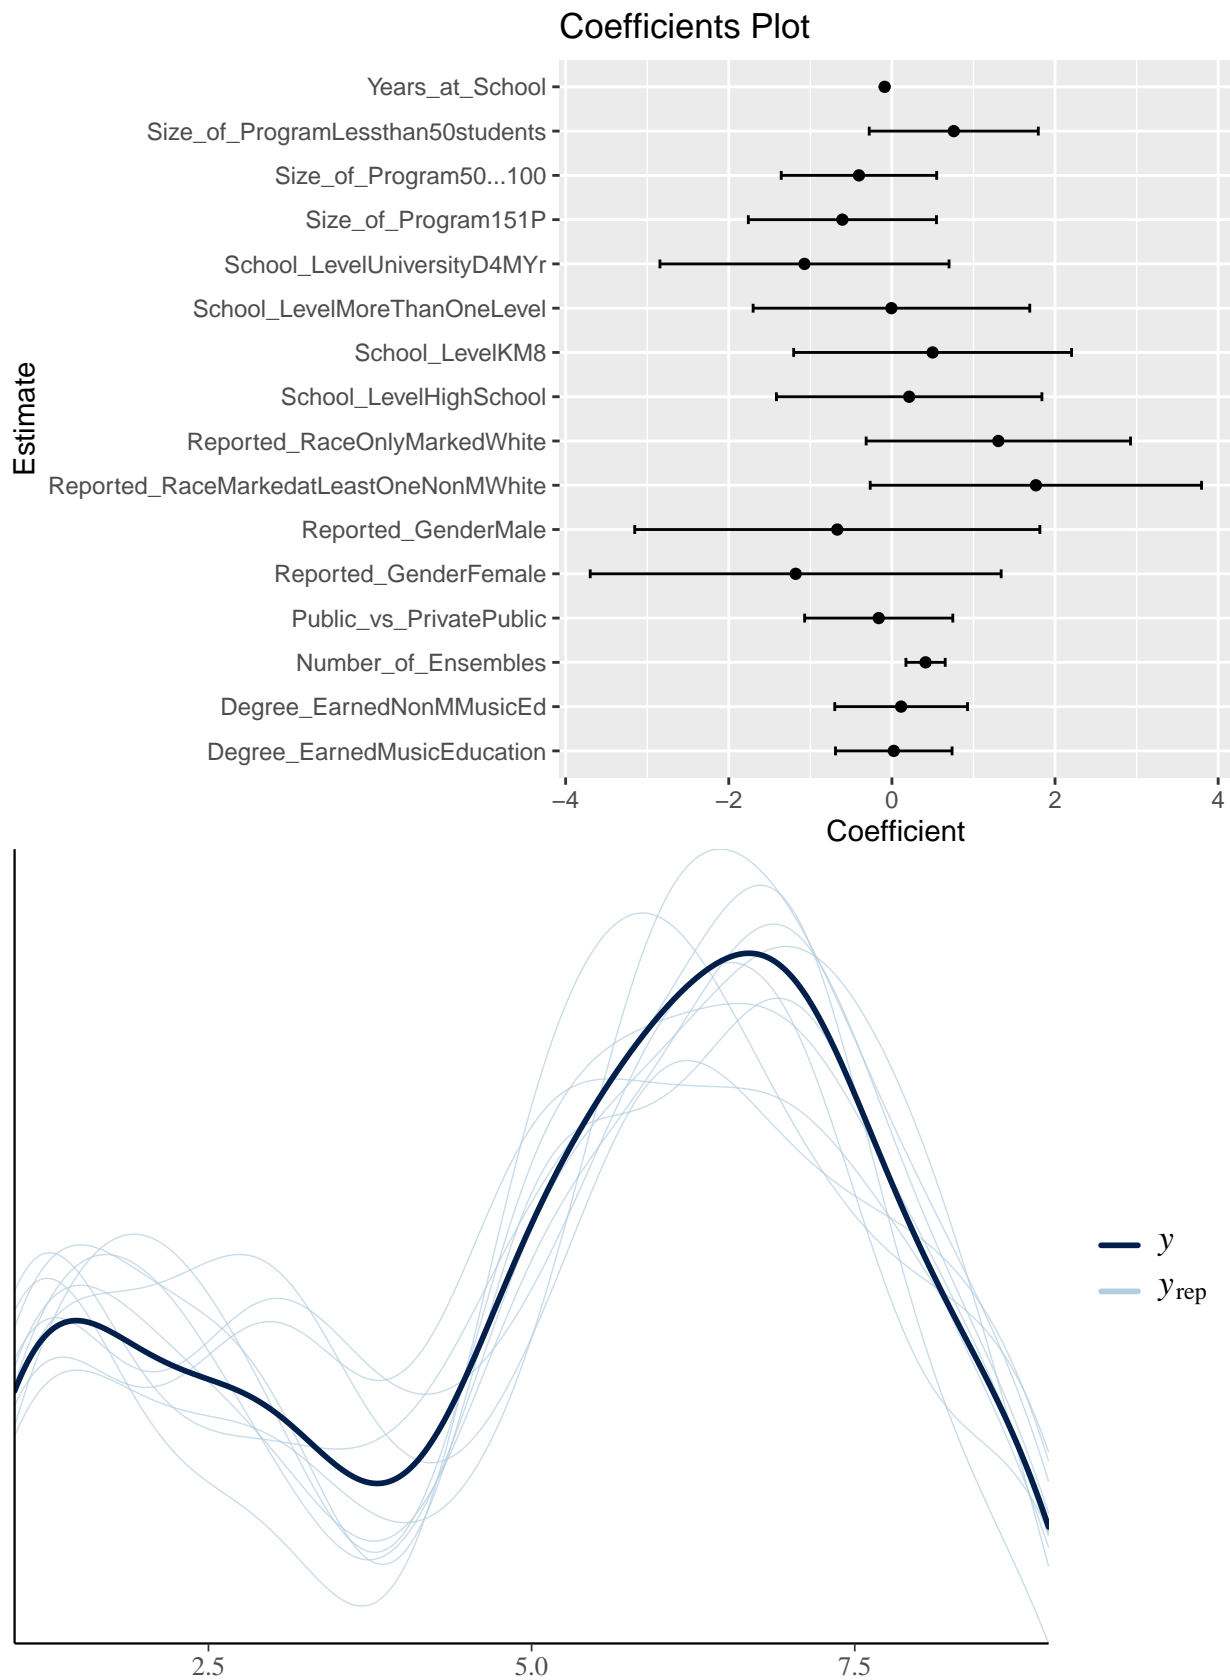 Coefficients Plot
Years_at_School
Size_of_ProgramLessthan50students
Size_of_Program50...100
Size_of_Program151P
School_LevelUniversityD4MYr
School_LevelMoreThanOneLevel
School_LevelKM8
School_LevelHighSchool
Reported_RaceOnlyMarkedWhite
Reported_RaceMarkedatLeastOneNonMWhite
Reported_GenderMale
Reported_GenderFemale
Public_vs_PrivatePublic
Number_of_Ensembles
Degree_EarnedNonMMusicEd
Degree_EarnedMusicEducation
Estimate
−4 −2 0 2 4
Coefficient
y
yrep
2.5 5.0 7.5